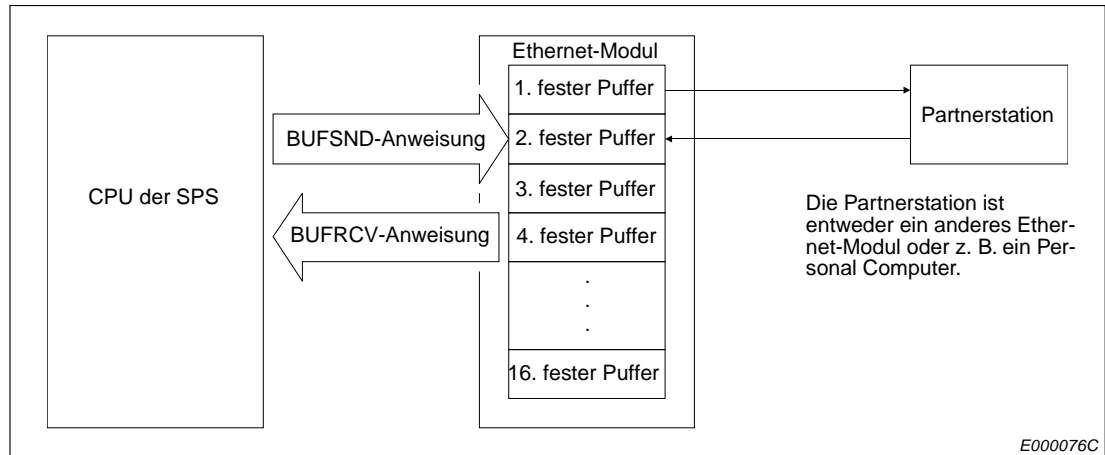 Ethernet-Modul
1. fester Puffer
2. fester Puffer
3. fester Puffer
4. fester Puffer
.
.
.
16. fester Puffer
CPU der SPS
BUFSND-Anweisung
BUFRCV-Anweisung
Partnerstation
Die Partnerstation ist
entweder ein anderes Ether-
net-Modul oder z. B. ein Per-
sonal Computer.
E000076C